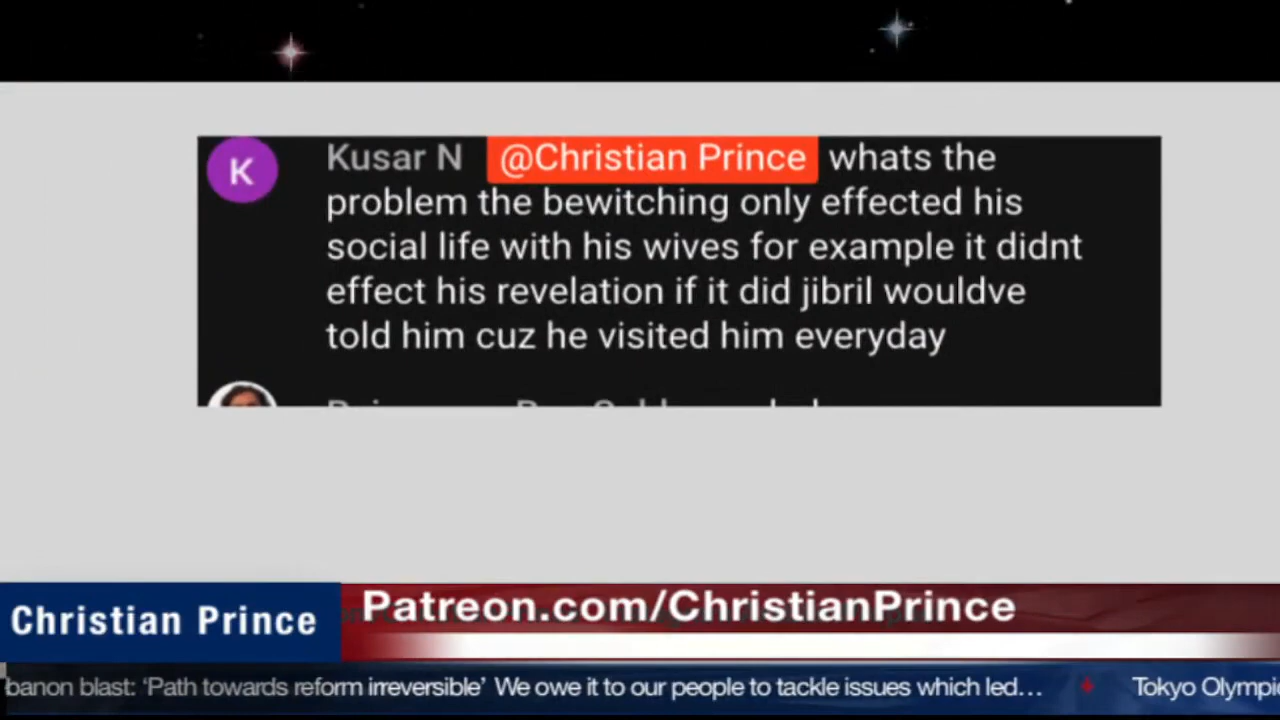 K
Kusar N @Christian Prince whats the
problem the bewitching only effected his
social life with his wives for example it didnt
effect his revelation if it did jibril wouldve
told him cuz he visited him everyday
Christian Prince
Patreon.com/ChristianPrince
banon blast: ‘Path towards reform irreversible’ We owe it to our people to tackle issues which led... Tokyo Olympi